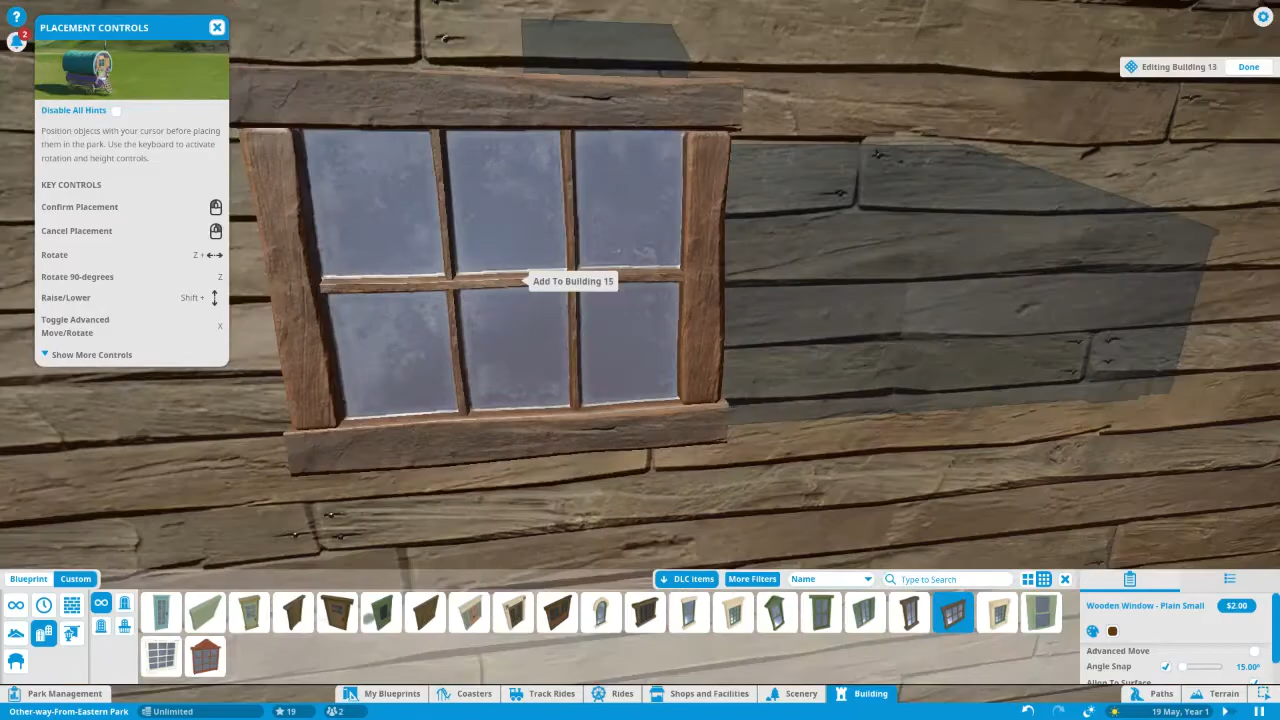 ?
2
PLACEMENT CONTROLS
Disable All Hints
Position objects with your cursor before placing
them in the park. Use the keyboard to activate
rotation and height controls.
KEY CONTROLS
Confirm Placement
Cancel Placement
Rotate Z +
Rotate 90-degrees Z
Raise/Lower Shift +
Toggle Advanced
Move/Rotate X
Show More Controls
Editing Building 13 Done
Add To Building 15
Blueprint Custom
DLC Items More Filters Name Type to Search
Wooden Window - Plain Small $2.00
Advanced Move
Angle Snap 15.00°
Align To Surface
Park Management My Blueprints Coasters Track Rides Rides Shops and Facilities Scenery Building Paths Terrain
Other-way-From-Eastern Park Unlimited 19 2 19 May, Year 1